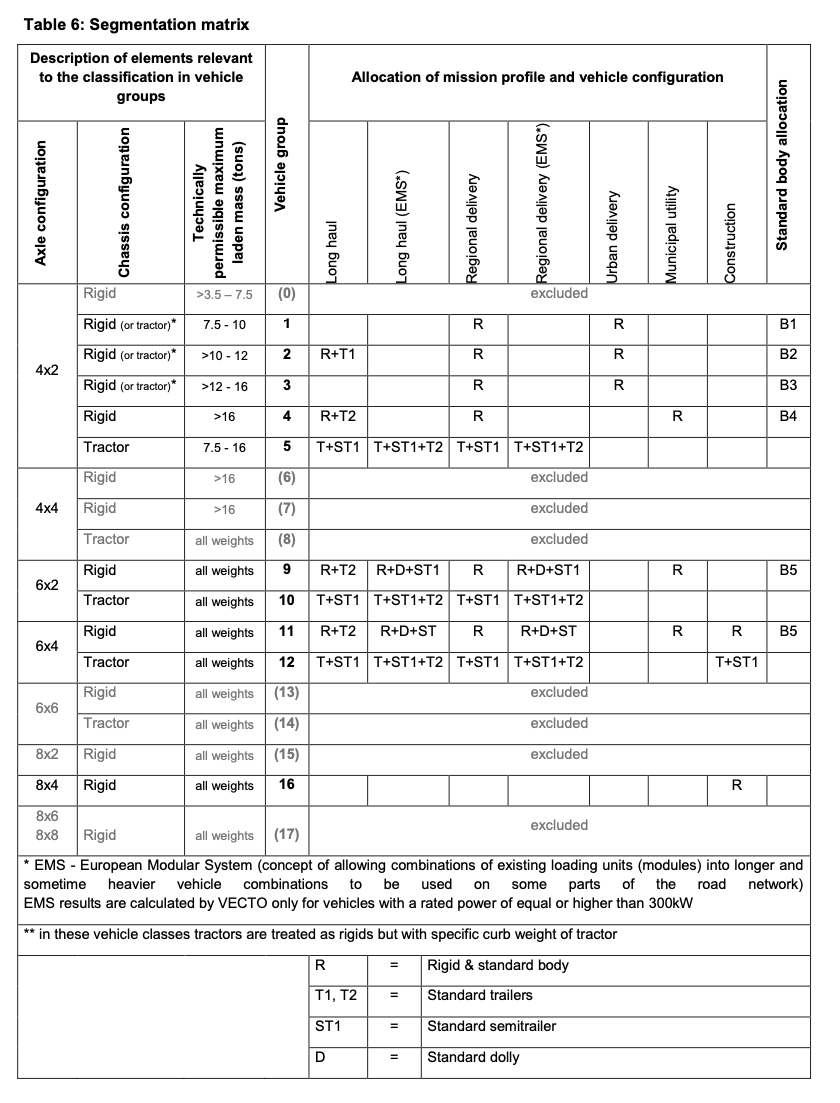 Table 6: Segmentation matrix
Description of elements relevant
to the classification in vehicle
groups
Vehicle group
Allocation of mission profile and vehicle configuration
Standard body allocation
Axle configuration
Chassis configuration
Technically
permissible maximum
laden mass (tons)
Long haul
Long haul (EMS*)
Regional delivery
Regional delivery (EMS*)
Urban delivery
Municipal utility
Construction
4x2
Rigid >3.5 – 7.5 (0) excluded
Rigid (or tractor)* 7.5 - 10 1 R R B1
Rigid (or tractor)* >10 - 12 2 R+T1 R R B2
Rigid (or tractor)* >12 - 16 3 R R B3
Rigid >16 4 R+T2 R R B4
Tractor 7.5 - 16 5 T+ST1 T+ST1+T2 T+ST1 T+ST1+T2
4x4
Rigid >16 (6) excluded
Rigid >16 (7) excluded
Tractor all weights (8) excluded
6x2
Rigid all weights 9 R+T2 R+D+ST1 R R+D+ST1 R B5
Tractor all weights 10 T+ST1 T+ST1+T2 T+ST1 T+ST1+T2
6x4
Rigid all weights 11 R+T2 R+D+ST R R+D+ST R R B5
Tractor all weights 12 T+ST1 T+ST1+T2 T+ST1 T+ST1+T2 T+ST1
6x6
Rigid all weights (13) excluded
Tractor all weights (14) excluded
8x2 Rigid all weights (15) excluded
8x4 Rigid all weights 16 R
8x6
8x8 Rigid all weights (17) excluded
* EMS - European Modular System (concept of allowing combinations of existing loading units (modules) into longer and
sometime heavier vehicle combinations to be used on some parts of the road network)
EMS results are calculated by VECTO only for vehicles with a rated power of equal or higher than 300kW
** in these vehicle classes tractors are treated as rigids but with specific curb weight of tractor
R = Rigid & standard body
T1, T2 = Standard trailers
ST1 = Standard semitrailer
D = Standard dolly